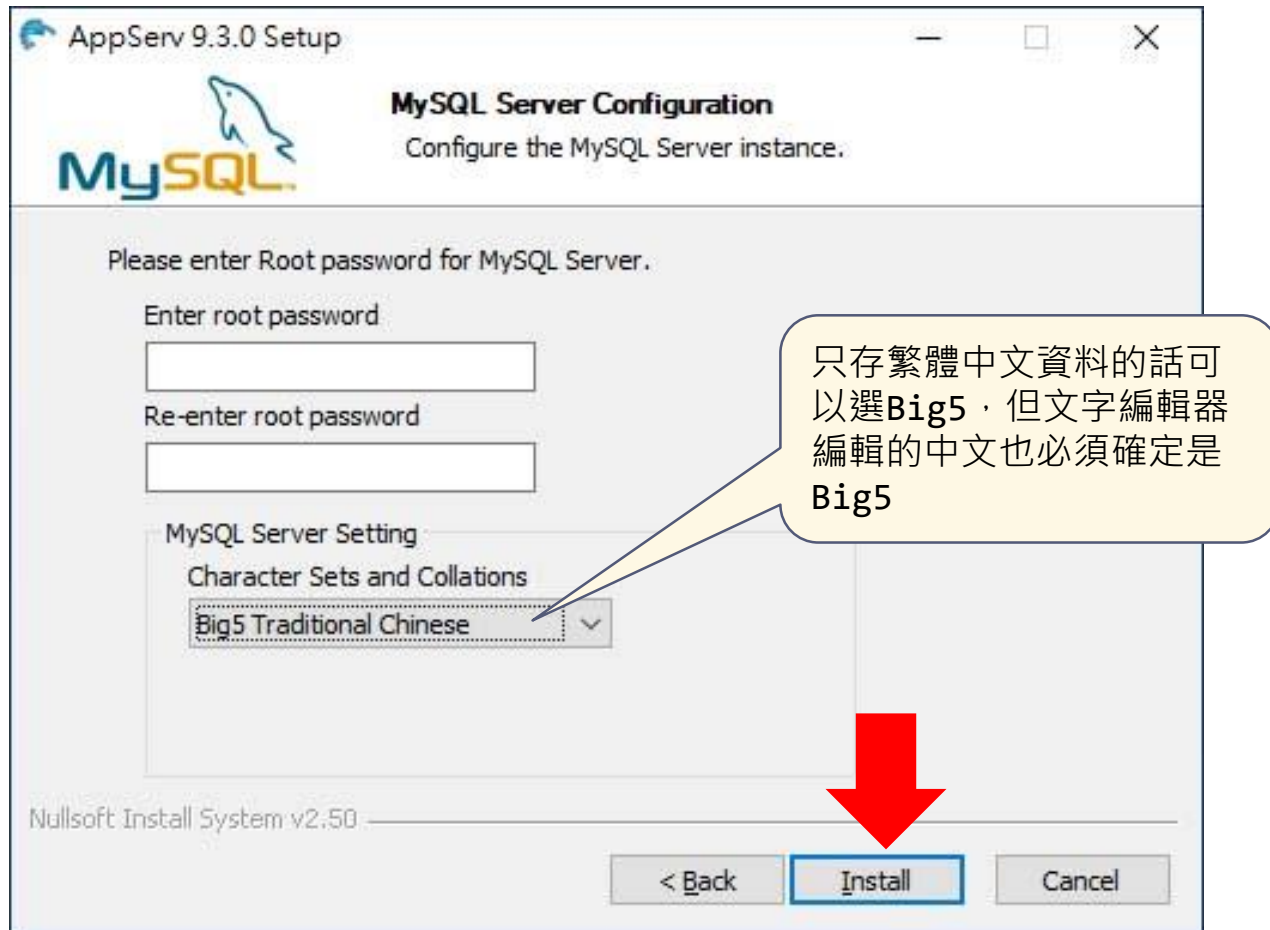 AppServ 9.3.0 Setup
MySQL
MySQL Server Configuration
Configure the MySQL Server instance.
Please enter Root password for MySQL Server.
Enter root password
Re-enter root password
只存繁體中文資料的話可
以選Big5，但文字編輯器
編輯的中文也必須確定是
Big5
MySQL Server Setting
Character Sets and Collations
Big5 Traditional Chinese
Nullsoft Install System v2.50
< Back
Install
Cancel